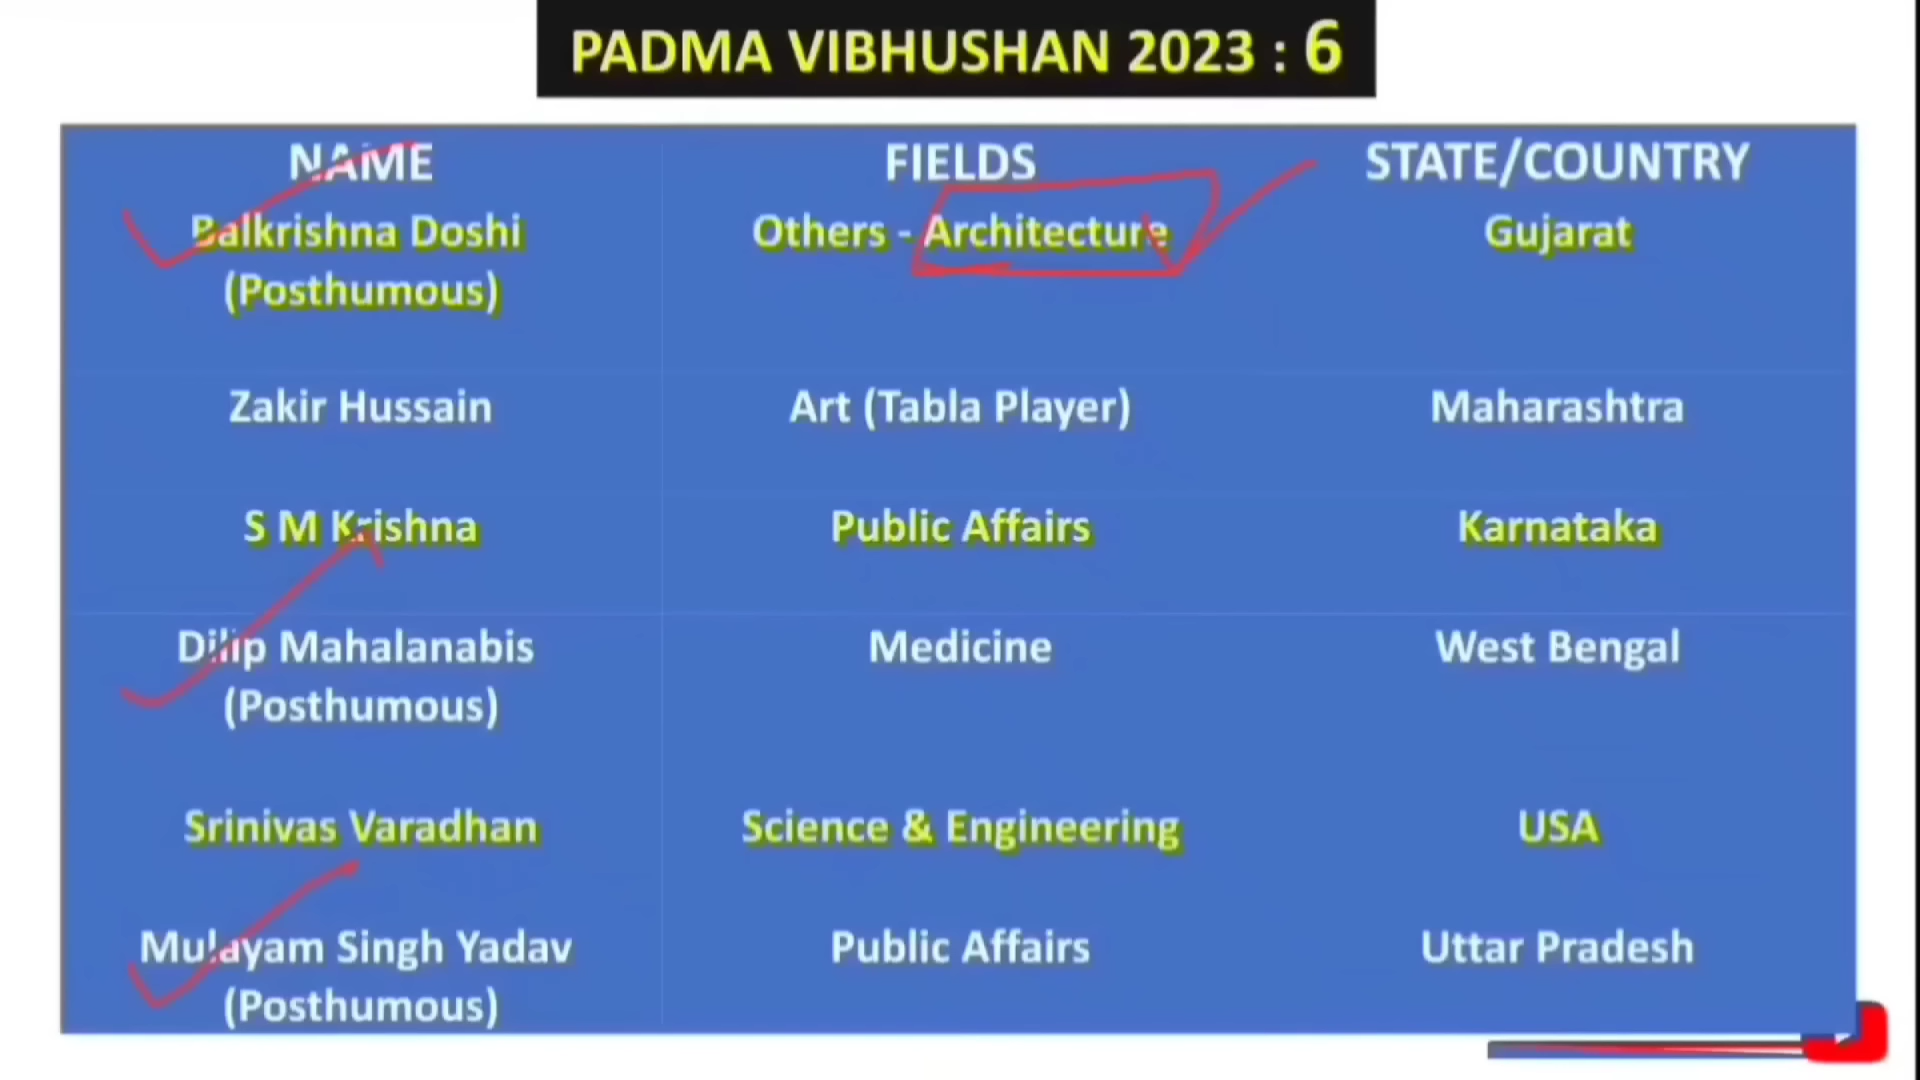 PADMA VIBHUSHAN 2023 : 6
NAME FIELDS STATE/COUNTRY
Balkrishna Doshi Others - Architecture Gujarat
(Posthumous)
Zakir Hussain Art (Tabla Player) Maharashtra
S M Krishna Public Affairs Karnataka
Dilip Mahalanabis Medicine West Bengal
(Posthumous)
Srinivas Varadhan Science & Engineering USA
Mulayam Singh Yadav Public Affairs Uttar Pradesh
(Posthumous)